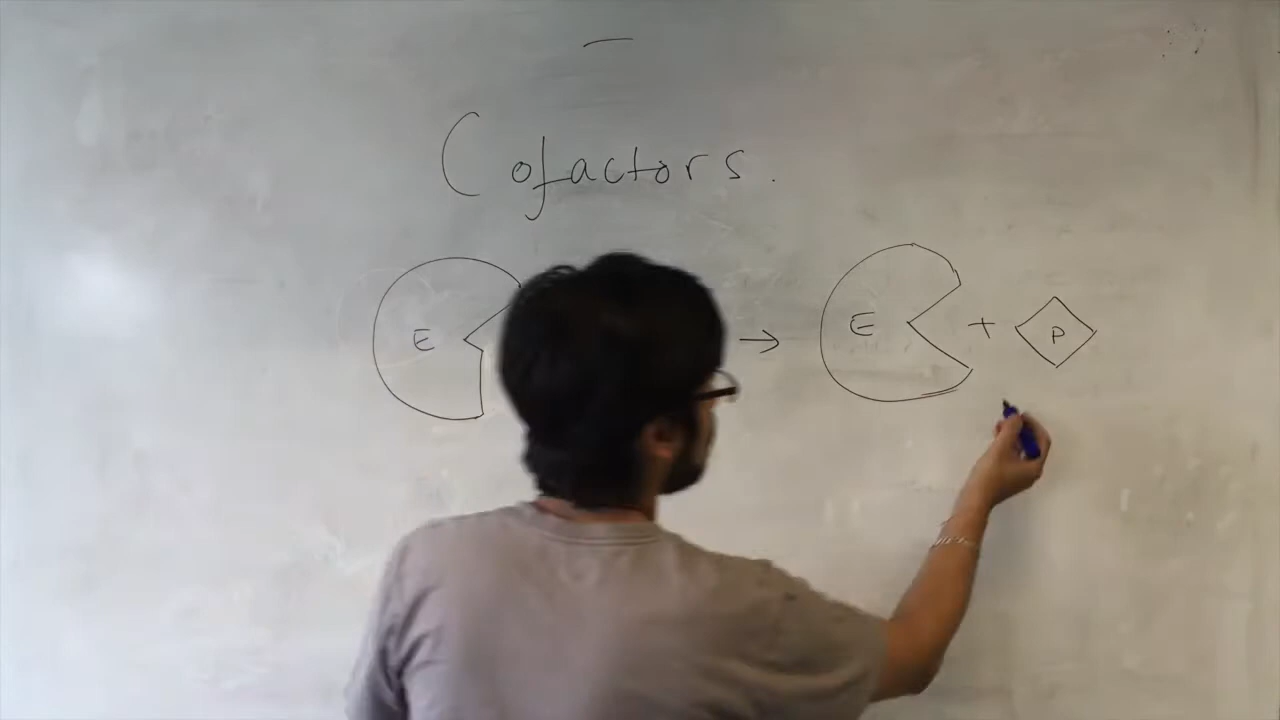 Cofactors.
E → E + P